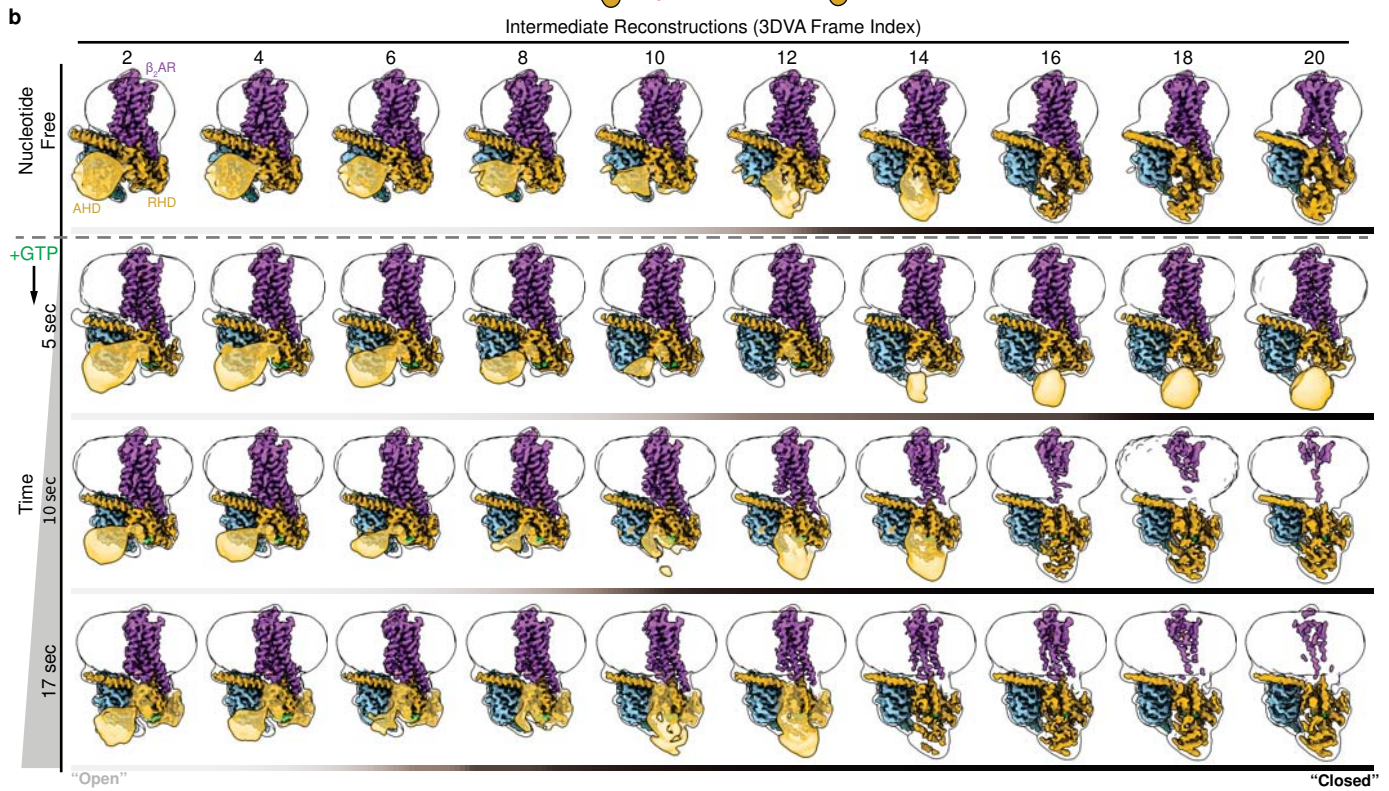 b
Intermediate Reconstructions (3DVA Frame Index)
2 4 6 8 10 12 14 16 18 20
β₂AR
Nucleotide
Free
AHD
RHD
+GTP
5 sec
Time
10 sec
17 sec
"Open"
"Closed"